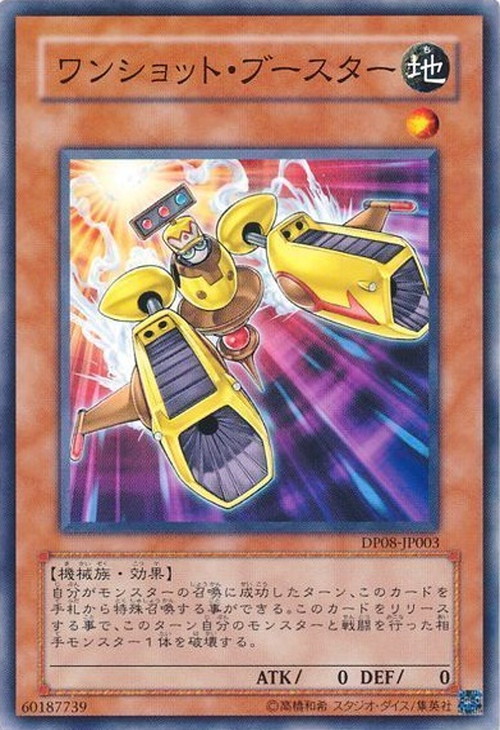 ワンショット・ブースター
も
地
DP08-JP003
【機械族・効果】
自分がモンスターの召喚に成功したターン、このカードを
手札から特殊召喚する事ができる。このカードをリリース
する事で、このターン自分のモンスターと戦闘を行った相
手モンスター1体を破壊する。
ATK/ 0 DEF/ 0
60187739 ©高橋和希 スタジオ・ダイス/集英社